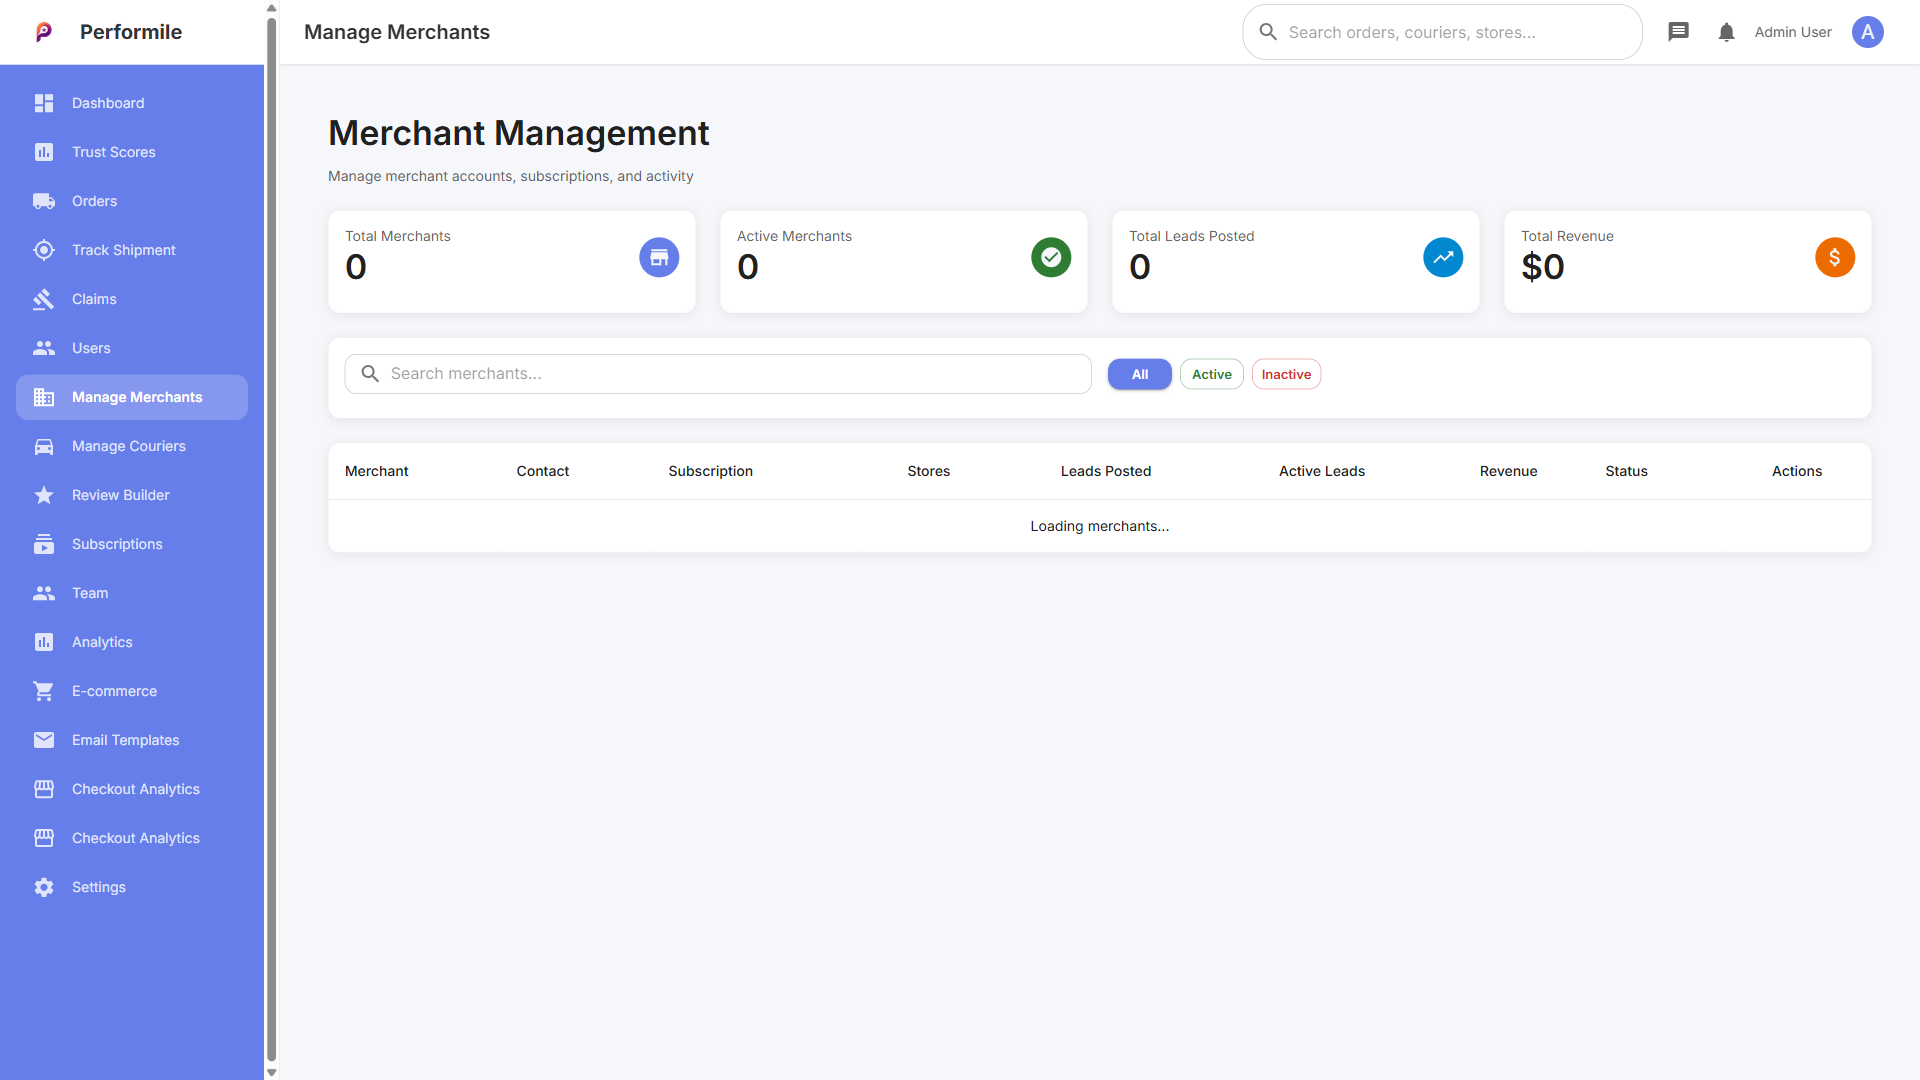 Performile
Manage Merchants
Search orders, couriers, stores...
Admin User
A
Dashboard
Trust Scores
Orders
Track Shipment
Claims
Users
Manage Merchants
Manage Couriers
Review Builder
Subscriptions
Team
Analytics
E-commerce
Email Templates
Checkout Analytics
Checkout Analytics
Settings
Merchant Management
Manage merchant accounts, subscriptions, and activity
Total Merchants
0
Active Merchants
0
Total Leads Posted
0
Total Revenue
$0
Search merchants...
All Active Inactive
Merchant Contact Subscription Stores Leads Posted Active Leads Revenue Status Actions
Loading merchants...